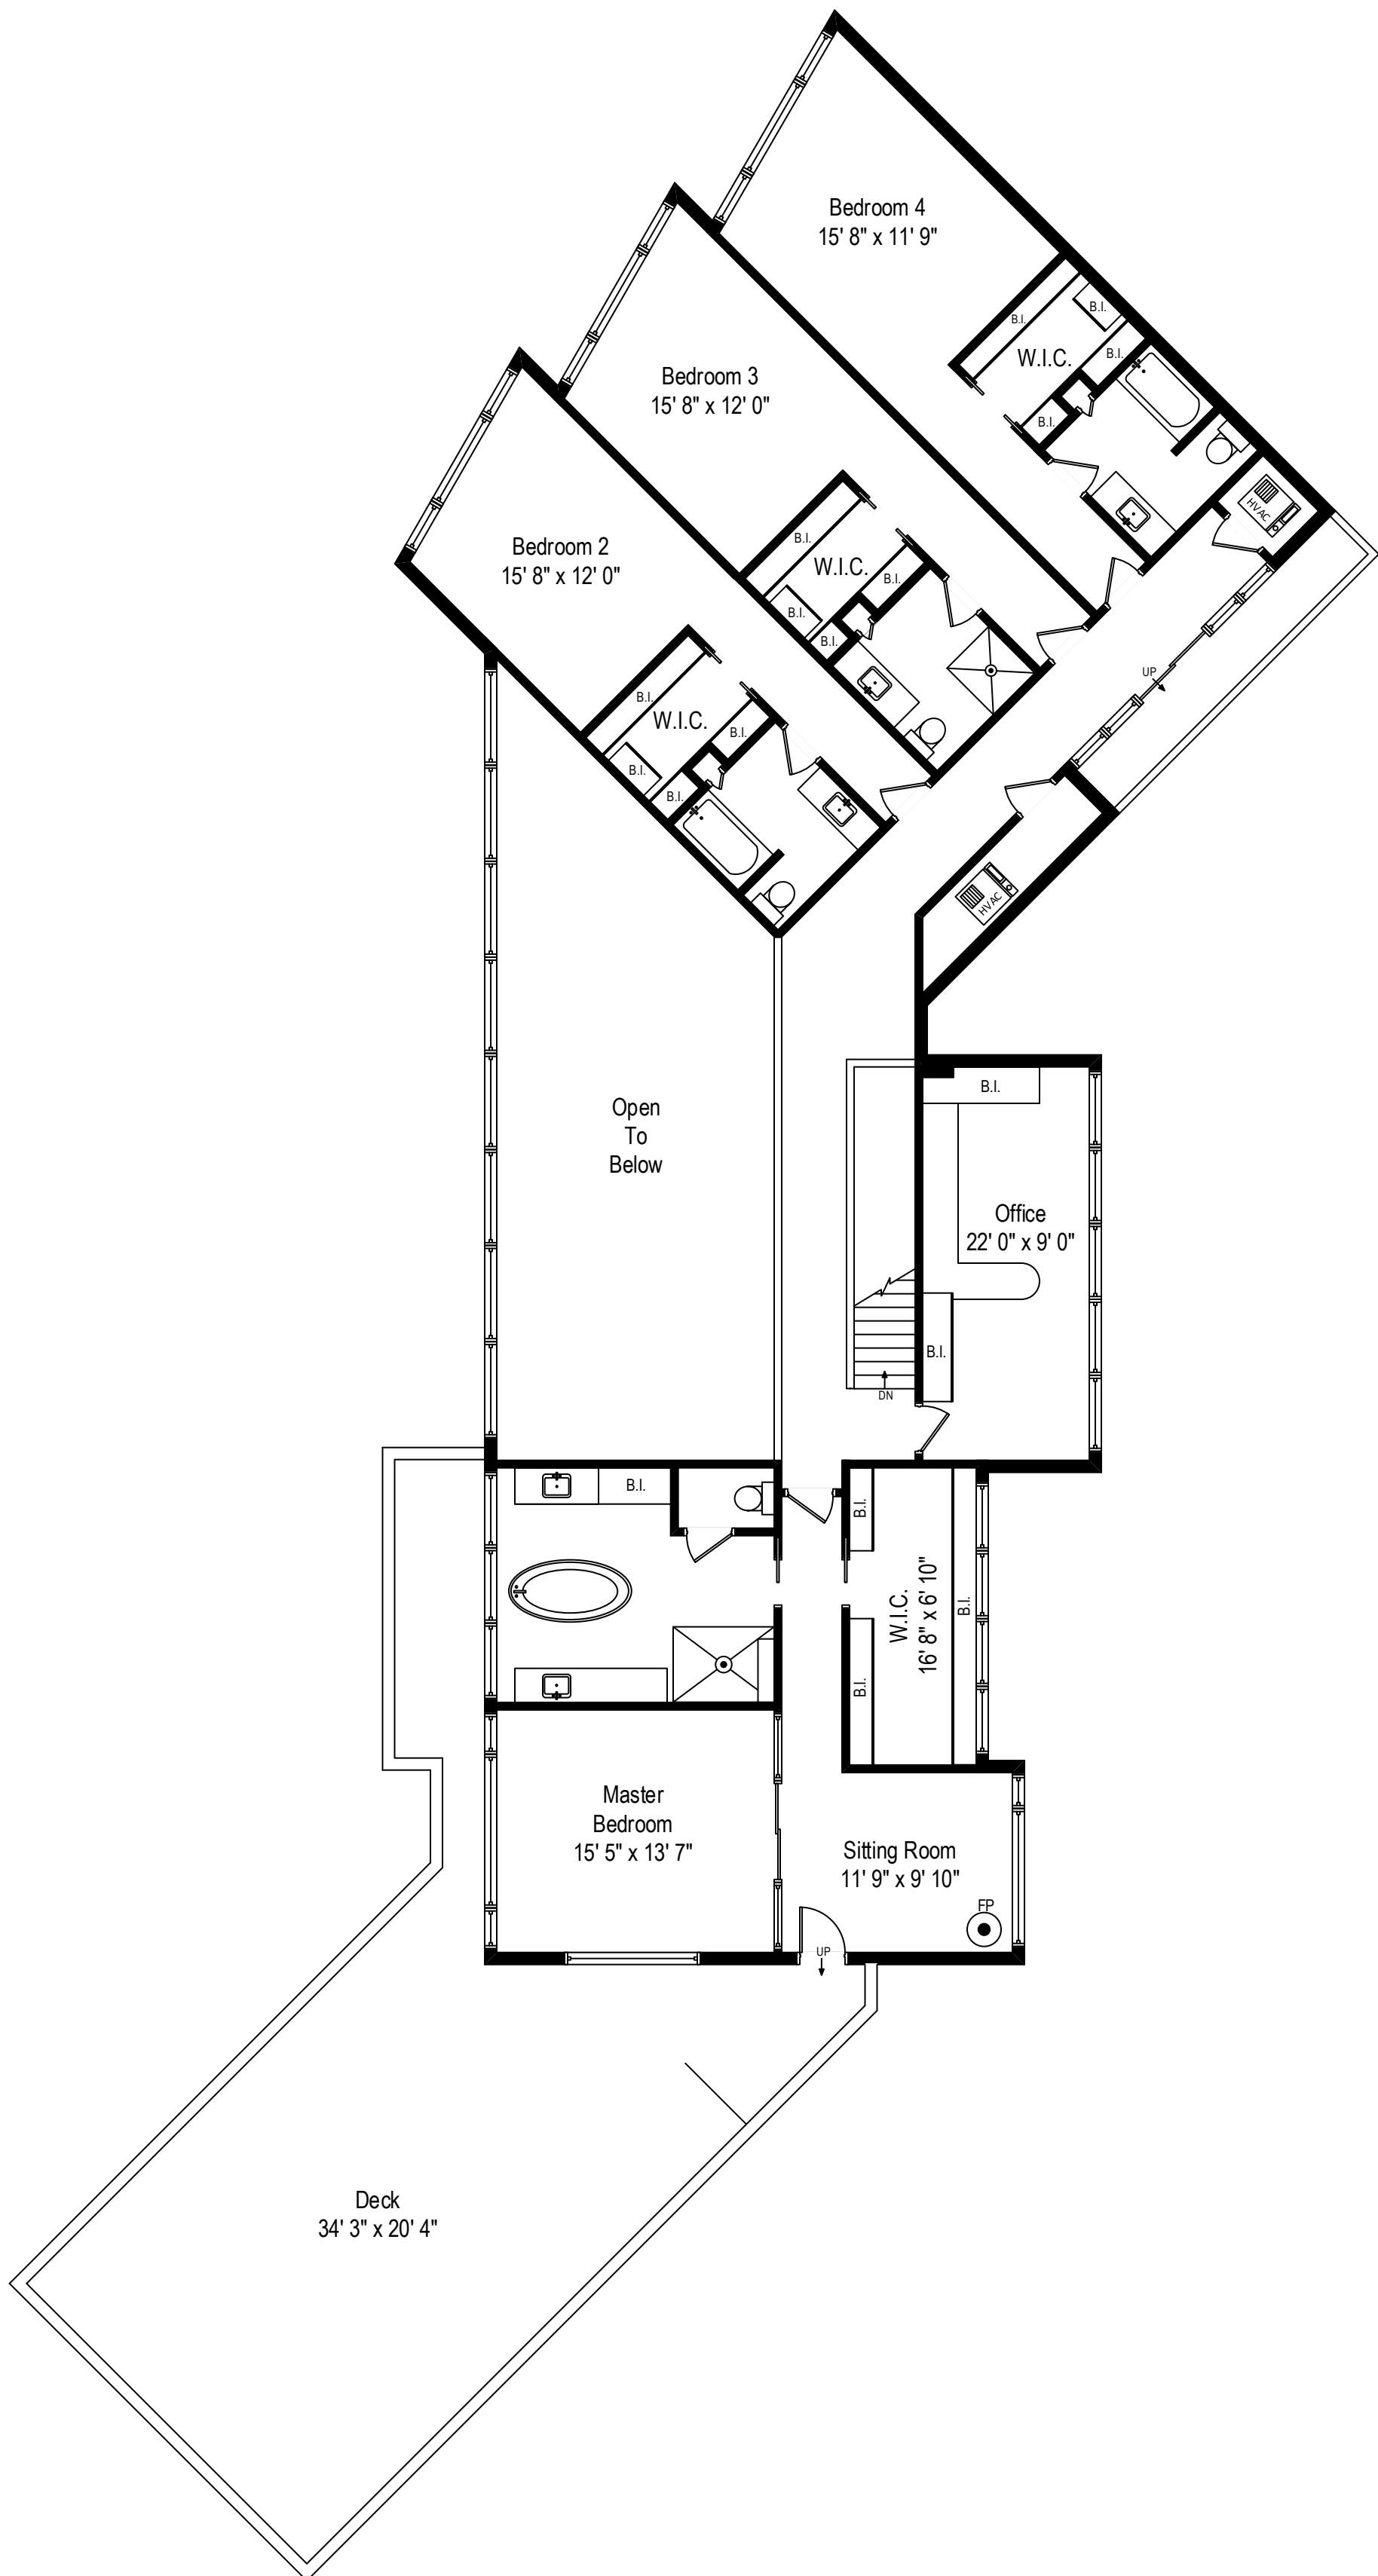 Bedroom 4
15' 8" x 11' 9"
B.I.
B.I.
W.I.C.
B.I.
B.I.
Bedroom 3
15' 8" x 12' 0"
HVAC
B.I.
W.I.C.
B.I.
B.I.
B.I.
Bedroom 2
15' 8" x 12' 0"
UP
B.I.
W.I.C.
B.I.
B.I.
B.I.
HVAC
Open
To
Below
B.I.
Office
22' 0" x 9' 0"
B.I.
DN
B.I.
B.I.
W.I.C.
16' 8" x 6' 10"
B.I.
B.I.
Master
Bedroom
15' 5" x 13' 7"
Sitting Room
11' 9" x 9' 10"
FP
UP
Deck
34' 3" x 20' 4"